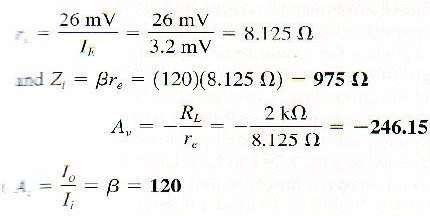 r_e = 26 mV / I_E = 26 mV / 3.2 mV = 8.125 Ω
and Z_i = βr_e = (120)(8.125 Ω) − 975 Ω
A_v = − R_L / r_e = − 2 kΩ / 8.125 Ω = −246.15
A_i = I_o / I_i = β = 120